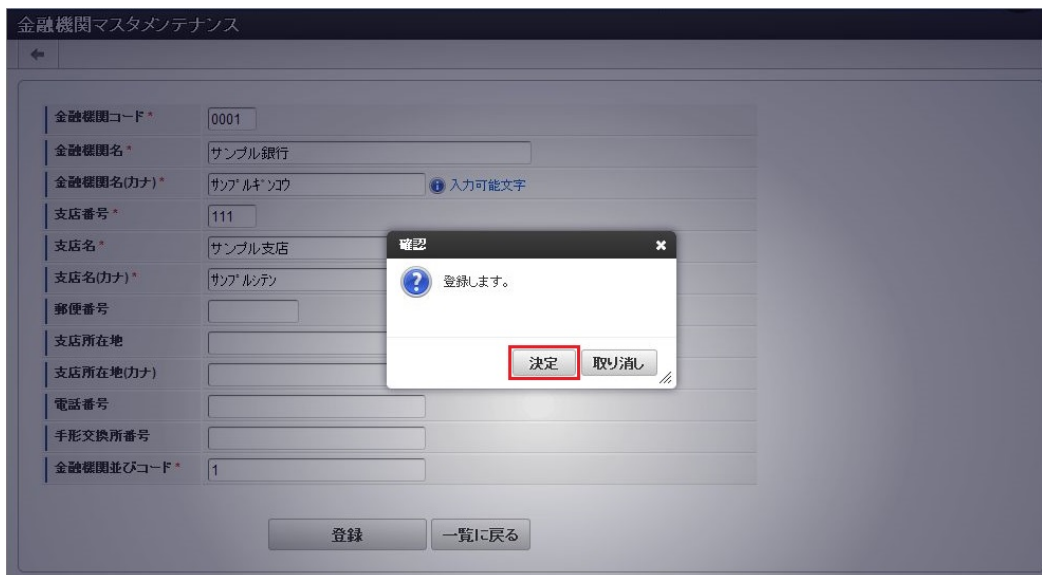 金融機関マスタメンテナンス
金融機関コード* 0001
金融機関名* サンプル銀行
金融機関名(カナ)* ｻﾝﾌﾟﾙｷﾞﾝｺｳ 入力可能文字
支店番号* 111
支店名* サンプル支店
支店名(カナ)* ｻﾝﾌﾟﾙｼﾃﾝ
郵便番号
支店所在地
支店所在地(カナ)
電話番号
手形交換所番号
金融機関並びコード* 1
確認
登録します。
決定 取り消し
登録 一覧に戻る